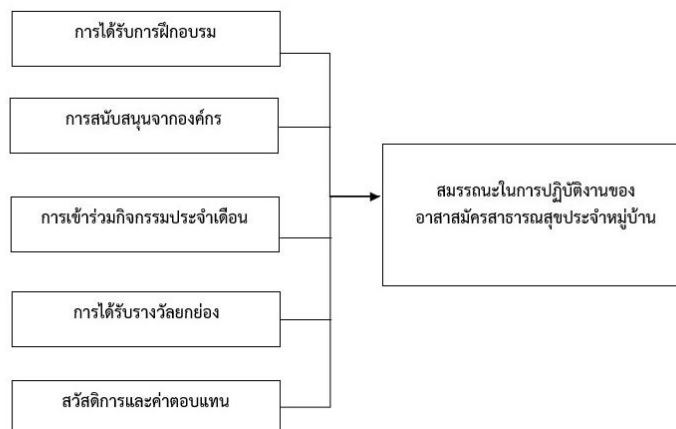 การได้รับการฝึกอบรม
การสนับสนุนจากองค์กร
การเข้าร่วมกิจกรรมประจำเดือน
การได้รับรางวัลยกย่อง
สวัสดิการและค่าตอบแทน
สมรรถนะในการปฏิบัติงานของ
อาสาสมัครสาธารณสุขประจำหมู่บ้าน